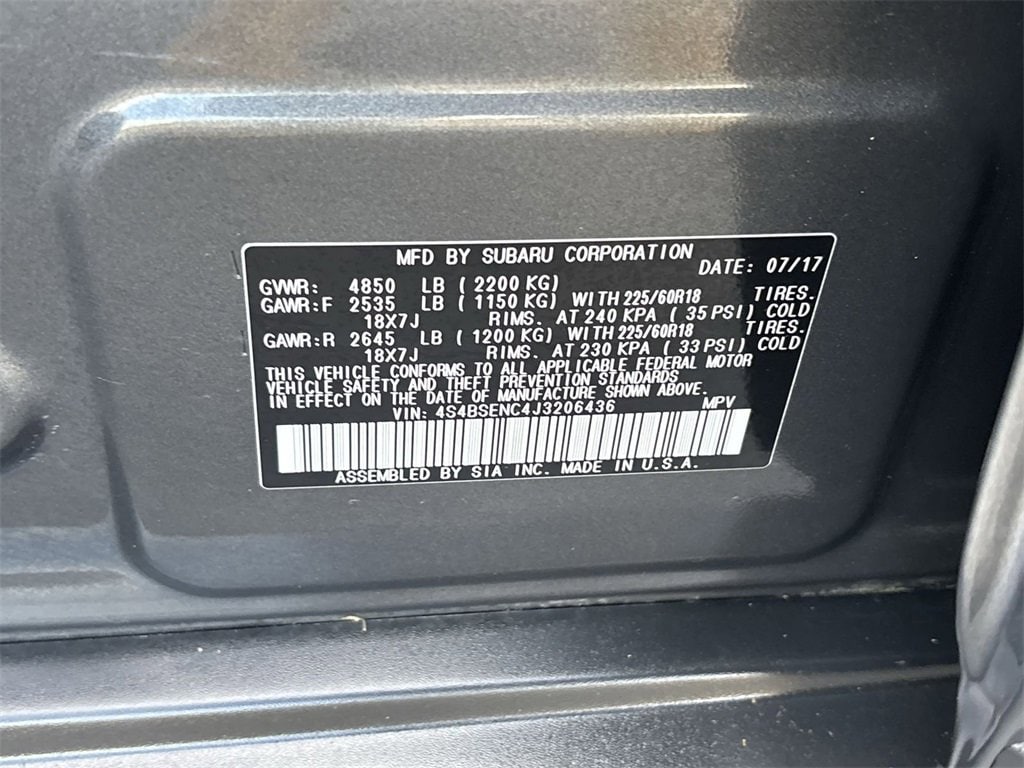 MFD BY SUBARU CORPORATION
DATE: 07/17
GVWR: 4850 LB ( 2200 KG)
GAWR:F 2535 LB ( 1150 KG) WITH 225/60R18 TIRES.
18X7J RIMS. AT 240 KPA ( 35 PSI) COLD
GAWR:R 2645 LB ( 1200 KG) WITH 225/60R18 TIRES.
18X7J RIMS. AT 230 KPA ( 33 PSI) COLD
THIS VEHICLE CONFORMS TO ALL APPLICABLE FEDERAL MOTOR
VEHICLE SAFETY AND THEFT PREVENTION STANDARDS
IN EFFECT ON THE DATE OF MANUFACTURE SHOWN ABOVE.
VIN: 4S4BSENC4J3206436 MPV
ASSEMBLED BY SIA INC. MADE IN U.S.A.